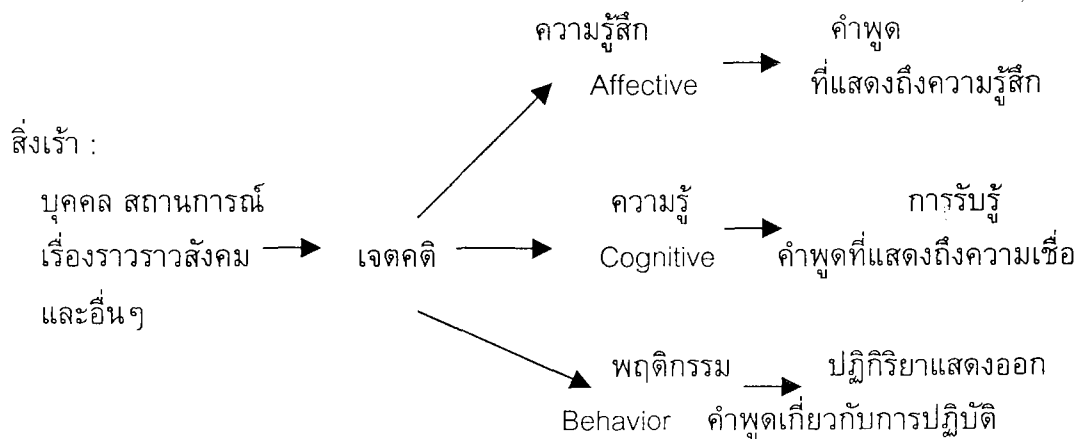 ความรู้สึก คำพูด
Affective ที่แสดงถึงความรู้สึก
สิ่งเร้า :
บุคคล สถานการณ์ ความรู้ การรับรู้
เรื่องราวราวสังคม เจตคติ Cognitive คำพูดที่แสดงถึงความเชื่อ
และอื่นๆ
พฤติกรรม ปฏิกิริยาแสดงออก
Behavior คำพูดเกี่ยวกับการปฏิบัติ